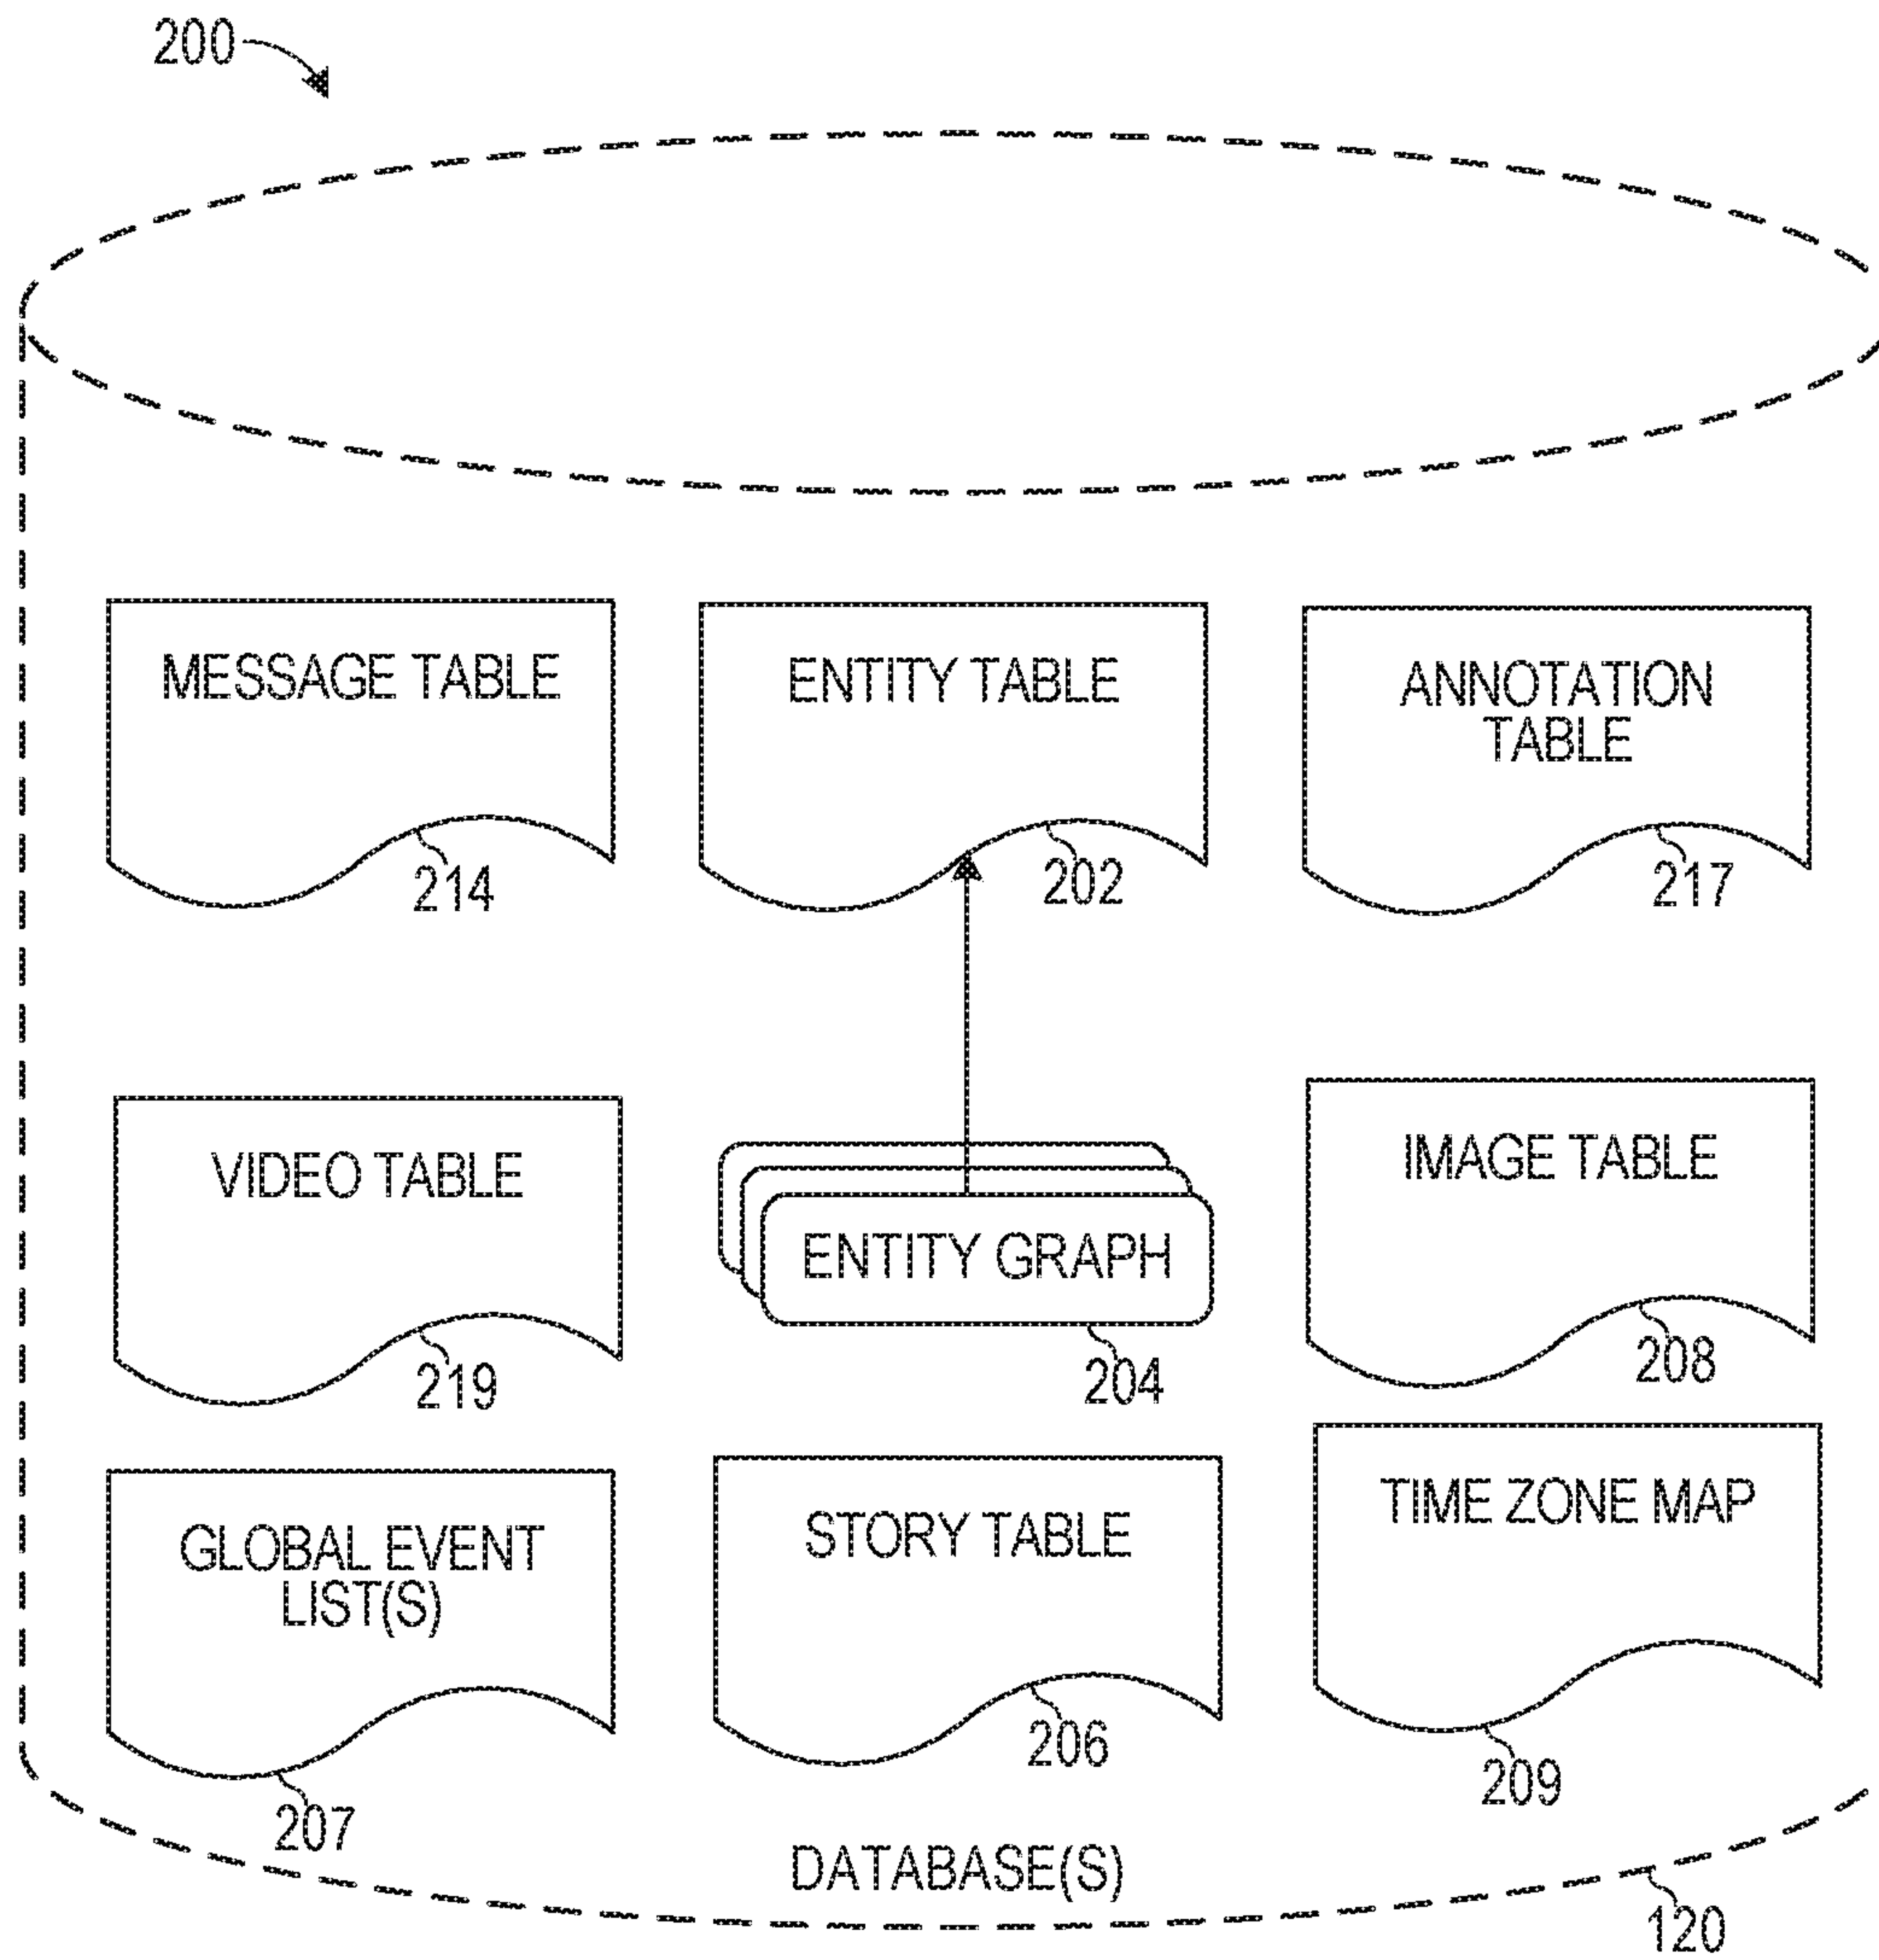 200
MESSAGE TABLE
214
ENTITY TABLE
202
ANNOTATION
TABLE
217
VIDEO TABLE
219
ENTITY GRAPH
204
IMAGE TABLE
208
GLOBAL EVENT
LIST(S)
207
STORY TABLE
206
TIME ZONE MAP
209
DATABASE(S)
120